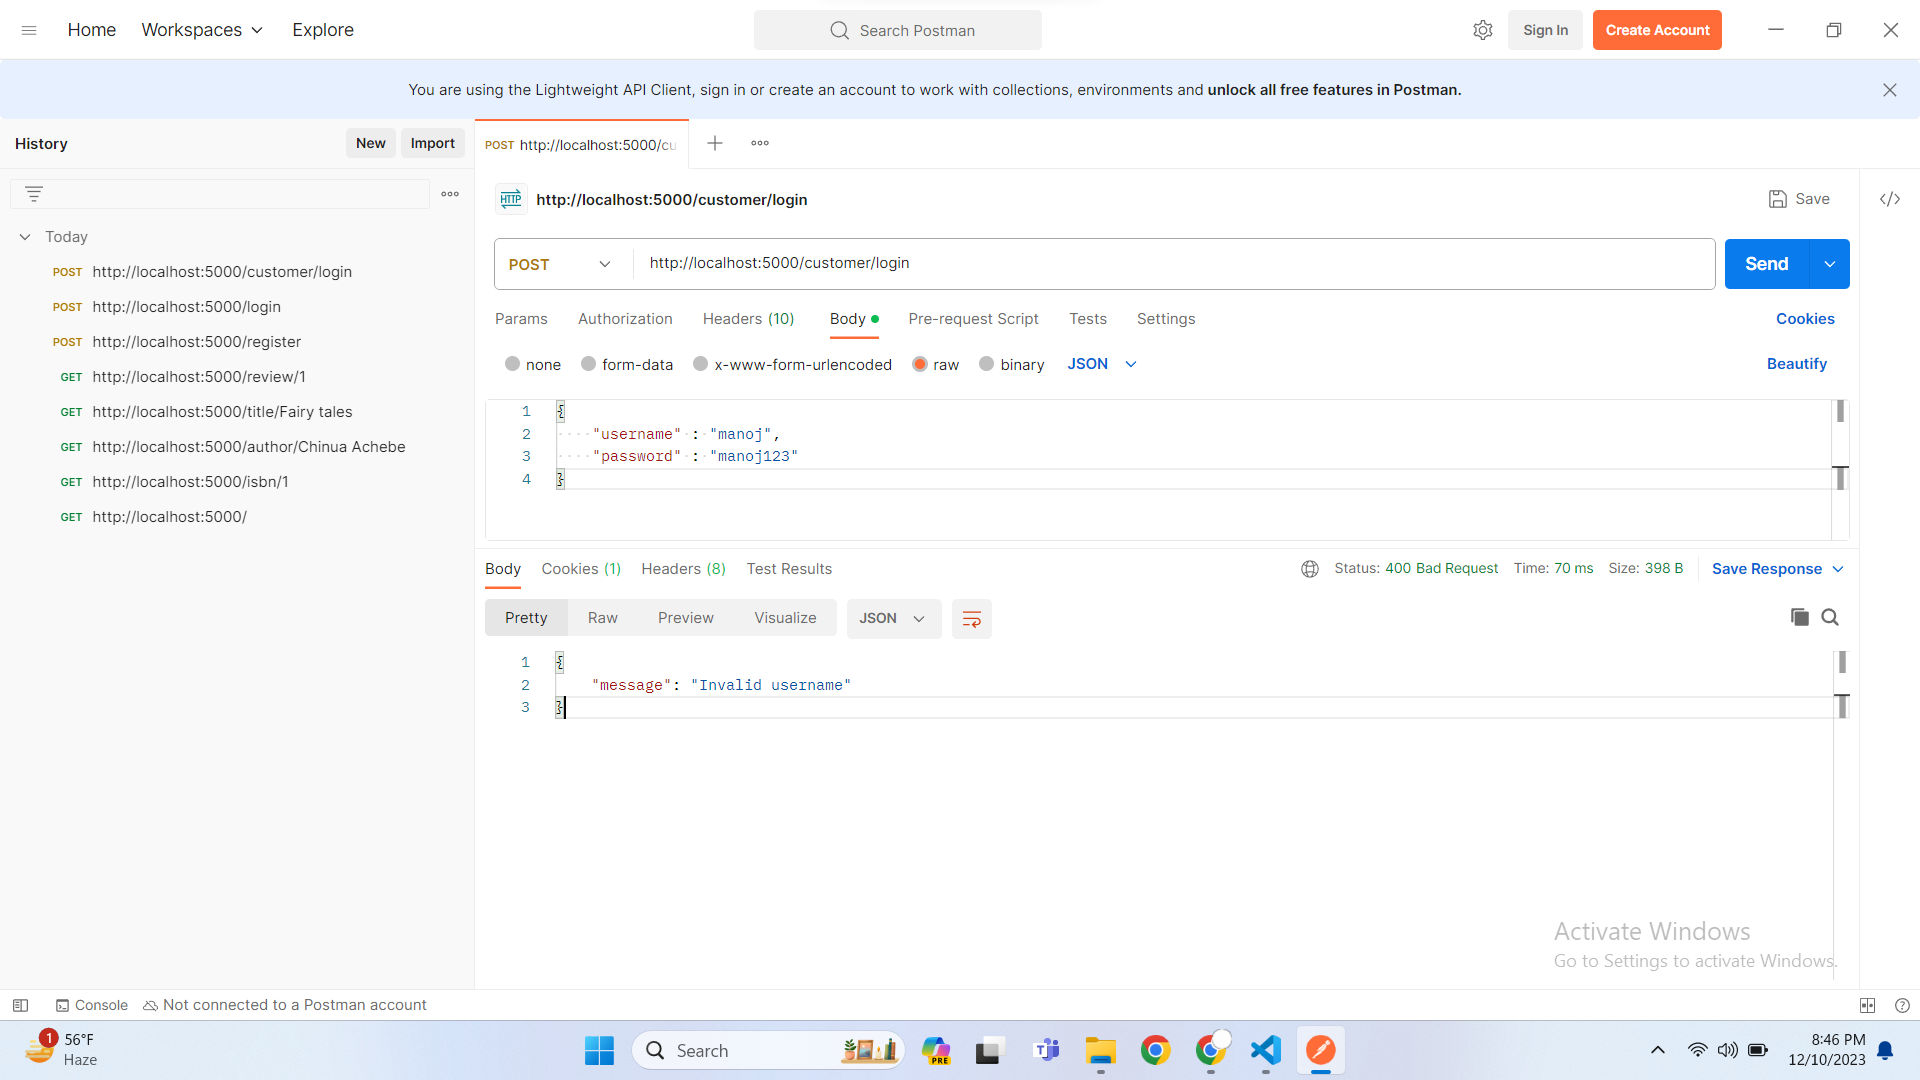 Home Workspaces Explore Search Postman Sign In Create Account
You are using the Lightweight API Client, sign in or create an account to work with collections, environments and unlock all free features in Postman.
History New Import
POST http://localhost:5000/cu
http://localhost:5000/customer/login Save
Today
POST http://localhost:5000/customer/login
POST http://localhost:5000/login
POST http://localhost:5000/register
GET http://localhost:5000/review/1
GET http://localhost:5000/title/Fairy tales
GET http://localhost:5000/author/Chinua Achebe
GET http://localhost:5000/isbn/1
GET http://localhost:5000/
HTTP
POST http://localhost:5000/customer/login Send
Params Authorization Headers (10) Body Pre-request Script Tests Settings Cookies
none form-data x-www-form-urlencoded raw binary JSON Beautify
1 {
2 "username" : "manoj",
3 "password" : "manoj123"
4 }
Body Cookies (1) Headers (8) Test Results Status: 400 Bad Request Time: 70 ms Size: 398 B Save Response
Pretty Raw Preview Visualize JSON
1 {
2 "message": "Invalid username"
3 }
Activate Windows
Go to Settings to activate Windows.
Console Not connected to a Postman account
1 56°F
Haze
Search
PRE
8:46 PM
12/10/2023